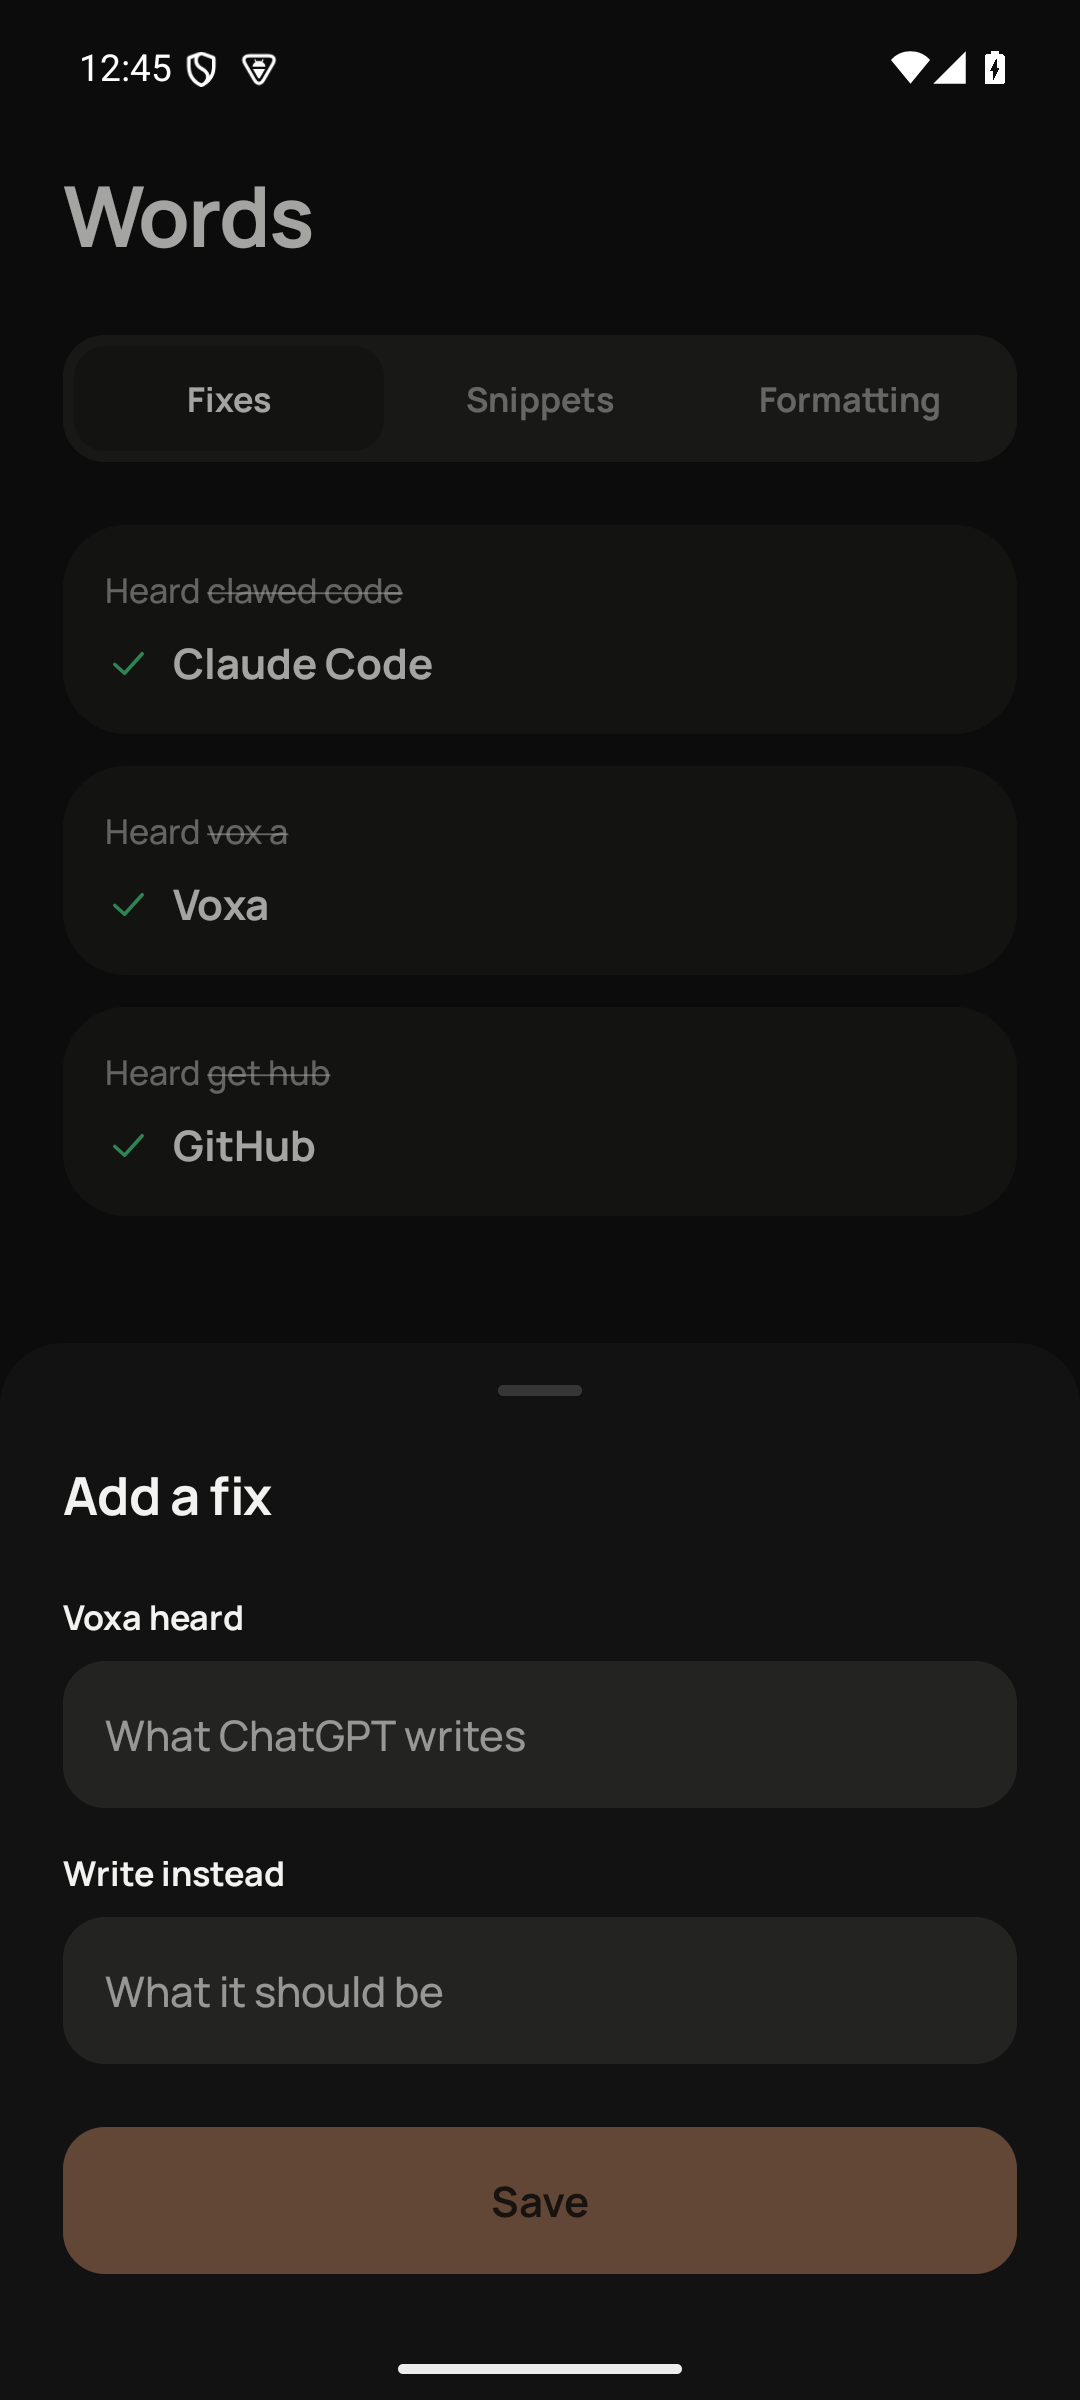 12:45
Words
Fixes
Snippets
Formatting
Heard clawed code
Claude Code
Heard vox a
Voxa
Heard get hub
GitHub
Add a fix
Voxa heard
What ChatGPT writes
Write instead
What it should be
Save